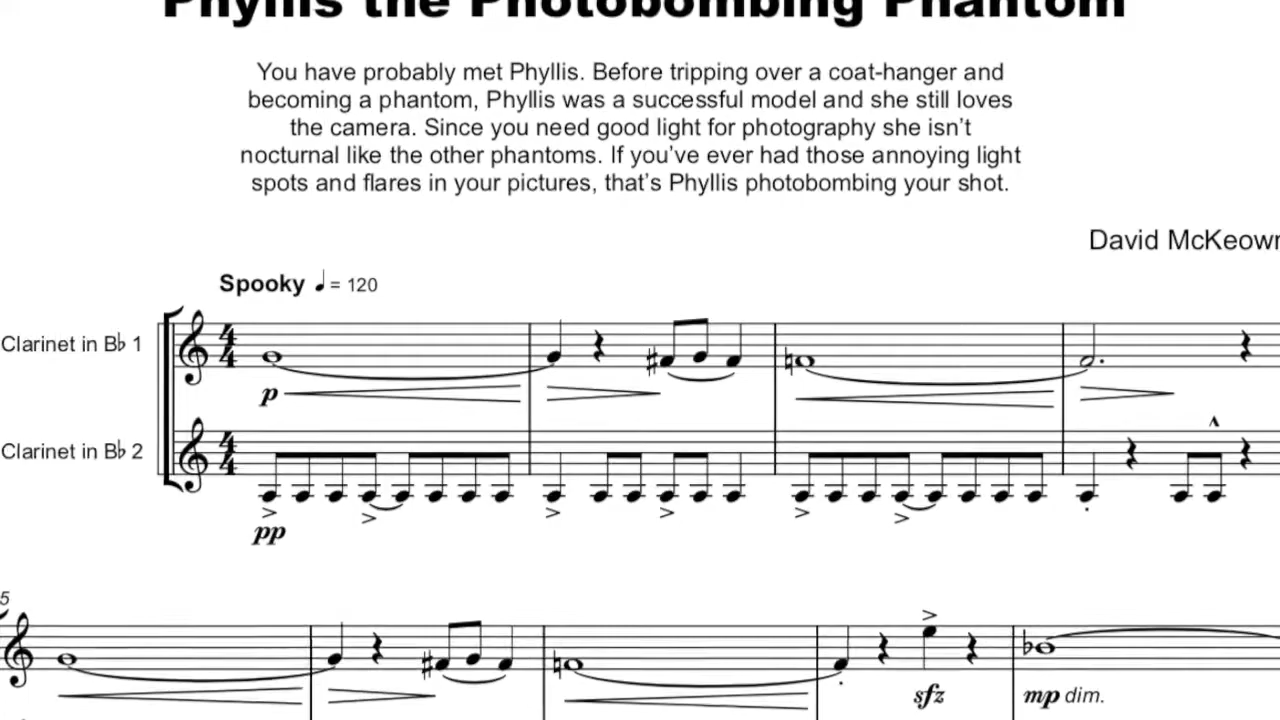 Phyllis the Photobombing Phantom
You have probably met Phyllis. Before tripping over a coat-hanger and
becoming a phantom, Phyllis was a successful model and she still loves
the camera. Since you need good light for photography she isn’t
nocturnal like the other phantoms. If you’ve ever had those annoying light
spots and flares in your pictures, that’s Phyllis photobombing your shot.
David McKeown
Spooky ♩ = 120
Clarinet in B♭ 1
p
Clarinet in B♭ 2
pp
5
sfz mp dim.